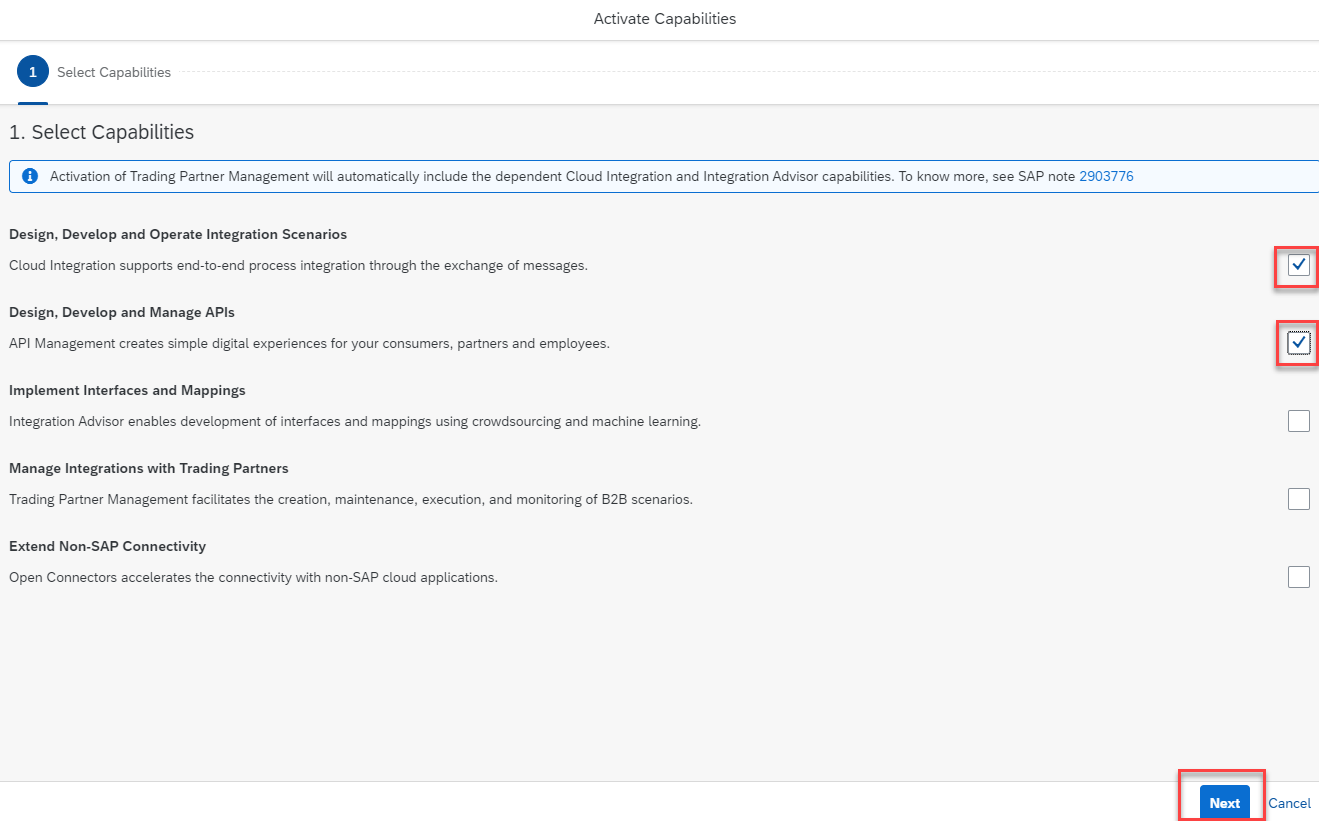 Activate Capabilities
1 Select Capabilities
1. Select Capabilities
Activation of Trading Partner Management will automatically include the dependent Cloud Integration and Integration Advisor capabilities. To know more, see SAP note 2903776
Design, Develop and Operate Integration Scenarios
Cloud Integration supports end-to-end process integration through the exchange of messages.
Design, Develop and Manage APIs
API Management creates simple digital experiences for your consumers, partners and employees.
Implement Interfaces and Mappings
Integration Advisor enables development of interfaces and mappings using crowdsourcing and machine learning.
Manage Integrations with Trading Partners
Trading Partner Management facilitates the creation, maintenance, execution, and monitoring of B2B scenarios.
Extend Non-SAP Connectivity
Open Connectors accelerates the connectivity with non-SAP cloud applications.
Next Cancel